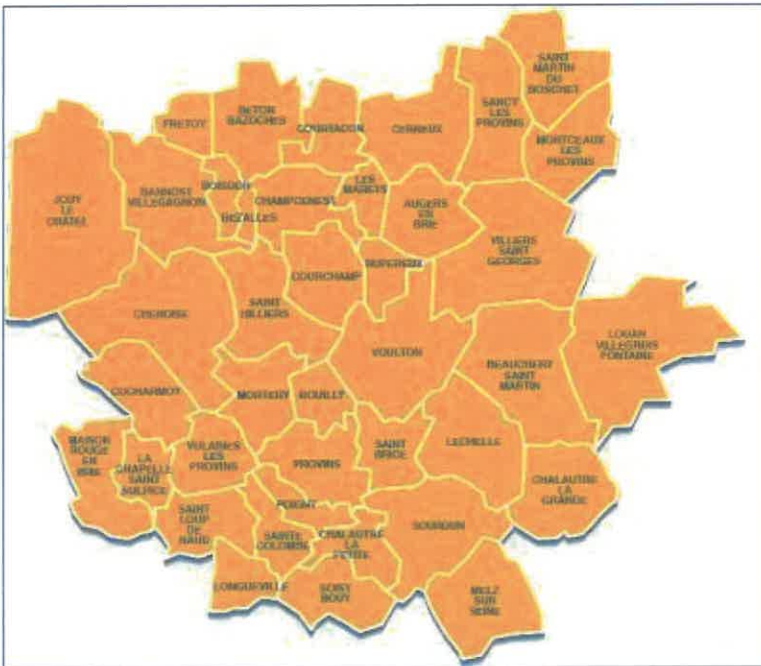 SAINT
MARTIN
DU
BOSCHET
BETON
BAZOCHES
FRETOY
COURTACON
CERNEUX
SANCY
LES
PROVINS
MONTCEAUX
LES
PROVINS
JOUY
LE
CHATEL
BANNOST
VILLEGAGNON
BOISDON
BEZALLES
CHAMPCENEST
LES
MARETS
AUGERS
EN
BRIE
VILLIERS
SAINT
GEORGES
COURCHAMP
RUPEREUX
CHENOISE
SAINT
HILLIERS
VOULTON
BEAUCHERY
SAINT
MARTIN
LOUAN
VILLEGRUIS
FONTAINE
CUCHARMOY
MORTERY
ROUILLY
MAISON
ROUGE
EN
BRIE
LA
CHAPELLE
SAINT
SULPICE
VULAINES
LES
PROVINS
PROVINS
SAINT
BRICE
LECHELLE
CHALAUTRE
LA
GRANDE
SAINT
LOUP
DE
NAUD
POIGNY
SAINTE
COLOMBE
CHALAUTRE
LA
PETITE
SOURDUN
LONGUEVILLE
SOISY
BOUY
MELZ
SUR
SEINE